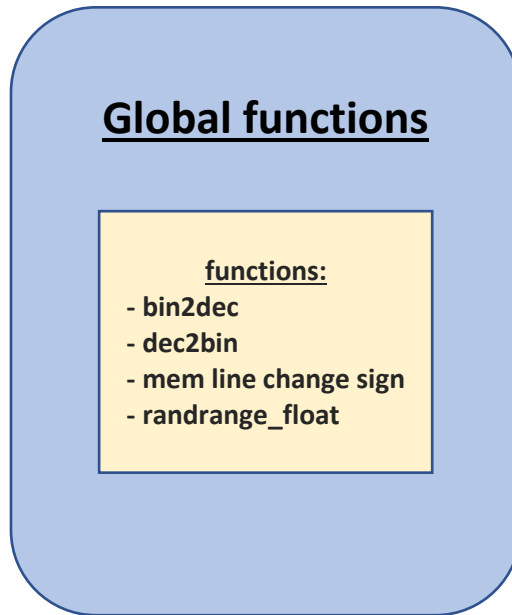 Global functions
functions:
- bin2dec
- dec2bin
- mem line change sign
- randrange_float